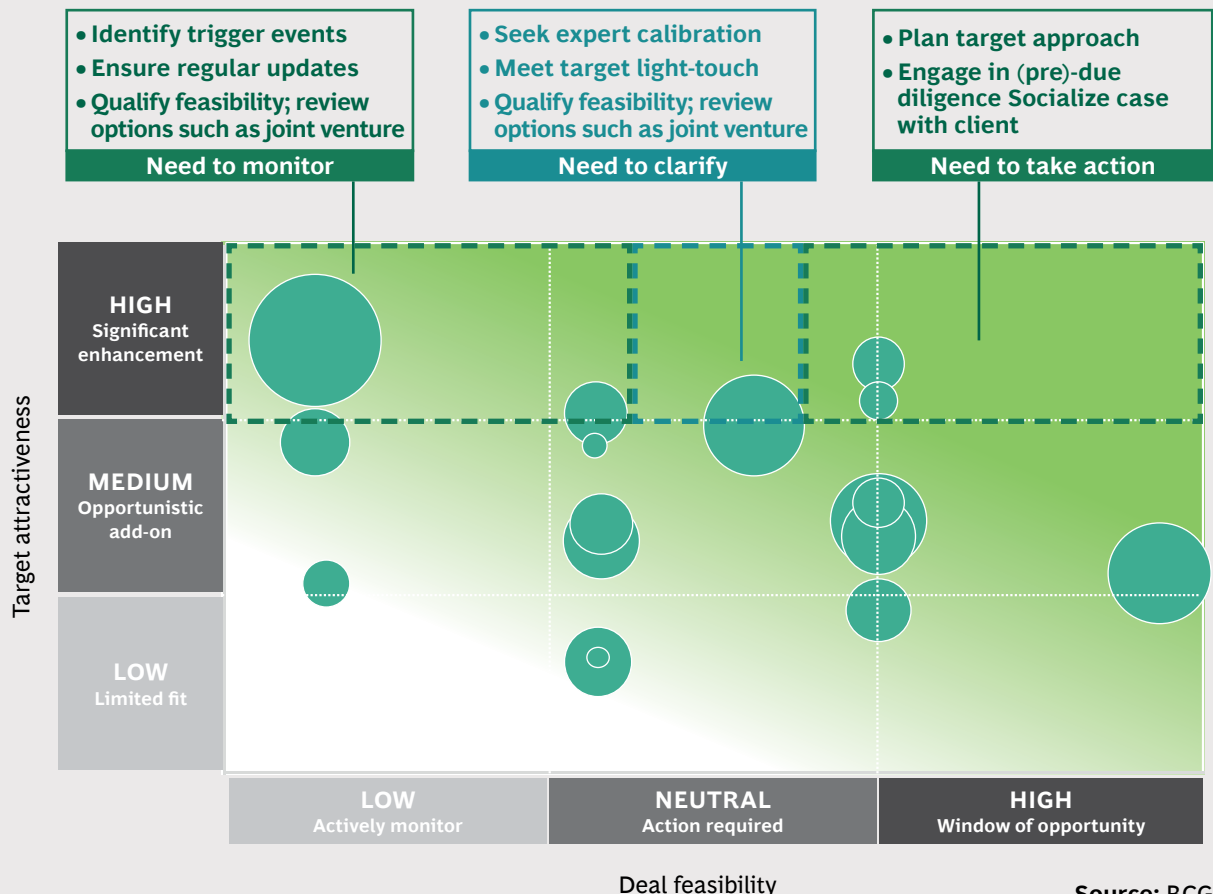 • Identify trigger events
• Ensure regular updates
• Qualify feasibility; review
options such as joint venture
Need to monitor
• Seek expert calibration
• Meet target light-touch
• Qualify feasibility; review
options such as joint venture
Need to clarify
• Plan target approach
• Engage in (pre)-due
diligence Socialize case
with client
Need to take action
Target attractiveness
HIGH
Significant
enhancement
MEDIUM
Opportunistic
add-on
LOW
Limited fit
LOW
Actively monitor
NEUTRAL
Action required
HIGH
Window of opportunity
Deal feasibility
Source: BCG